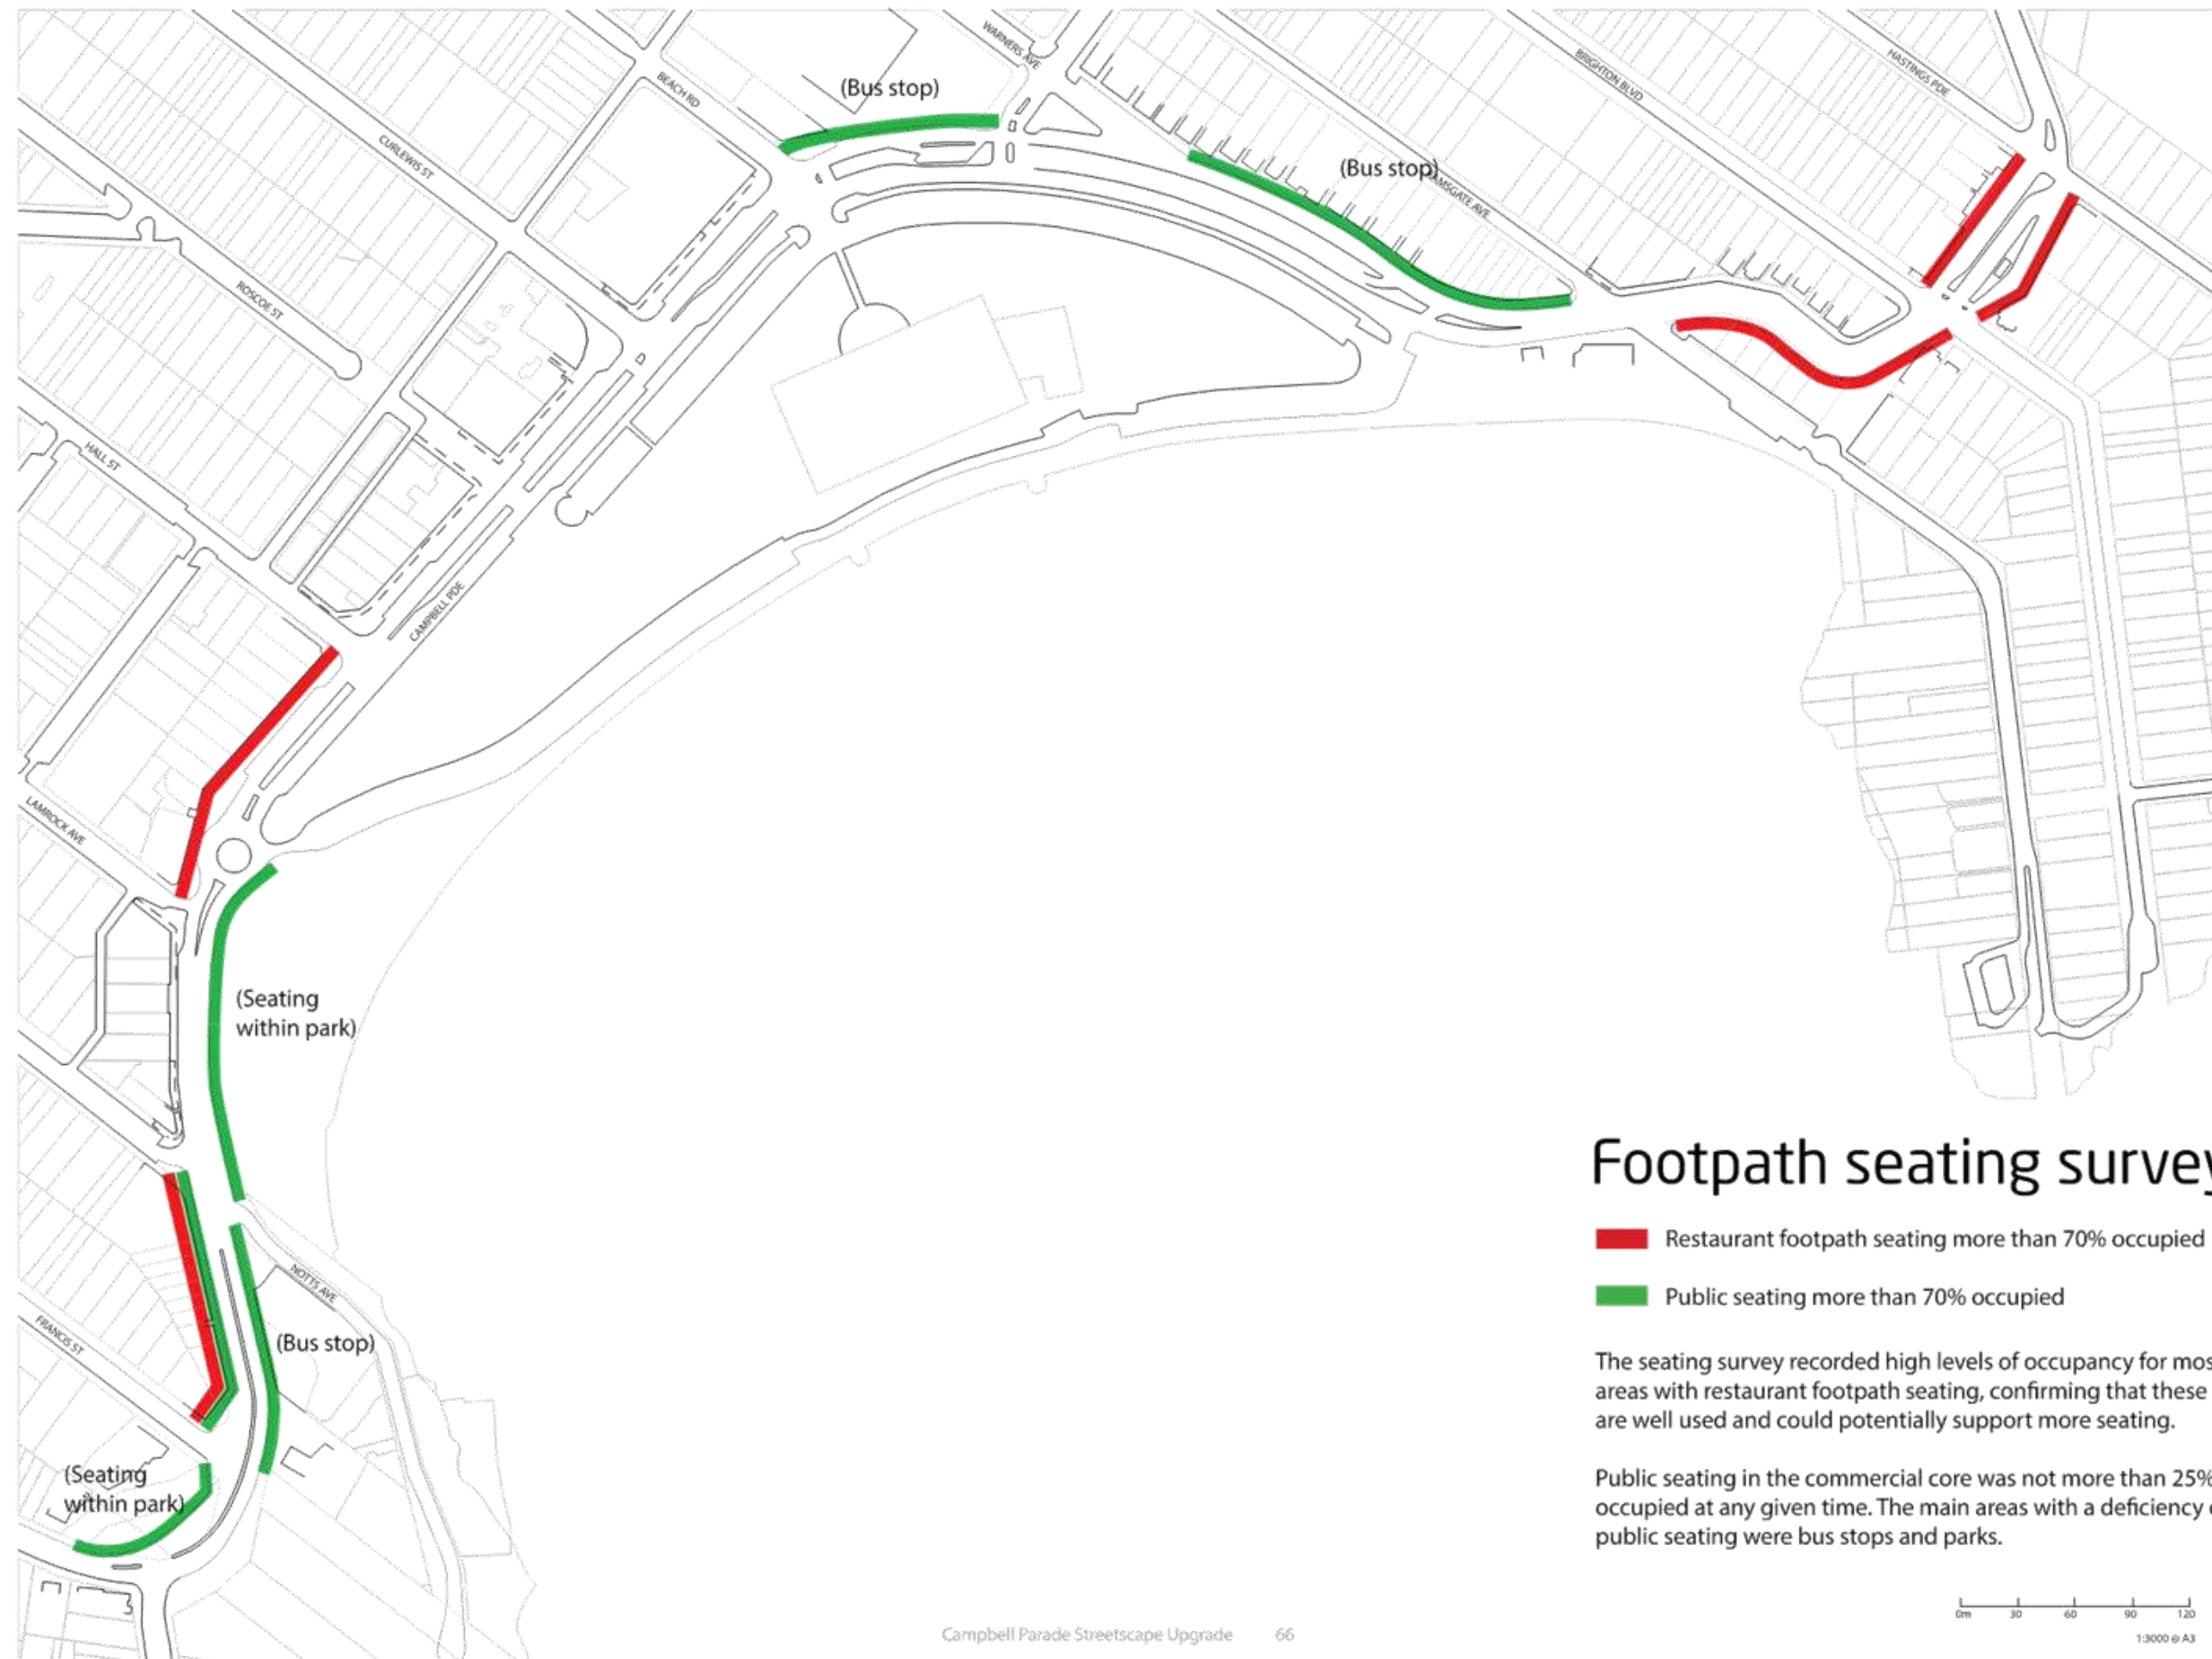 WARNERS AVE
HASTINGS PDE
BRIGHTON BLVD
BEACH RD
(Bus stop)
CURLEWIS ST
(Bus stop)
AMSGATE AVE
ROSCOE ST
HALL ST
CAMPBELL PDE
LAMROCK AVE
(Seating
within park)
NOTTS AVE
FRANCIS ST
(Bus stop)
(Seating
within park)
Footpath seating survey
Restaurant footpath seating more than 70% occupied
Public seating more than 70% occupied
The seating survey recorded high levels of occupancy for mos
areas with restaurant footpath seating, confirming that these
are well used and could potentially support more seating.
Public seating in the commercial core was not more than 25%
occupied at any given time. The main areas with a deficiency
public seating were bus stops and parks.
0m 30 60 90 120
1:3000 @ A3
Campbell Parade Streetscape Upgrade 66